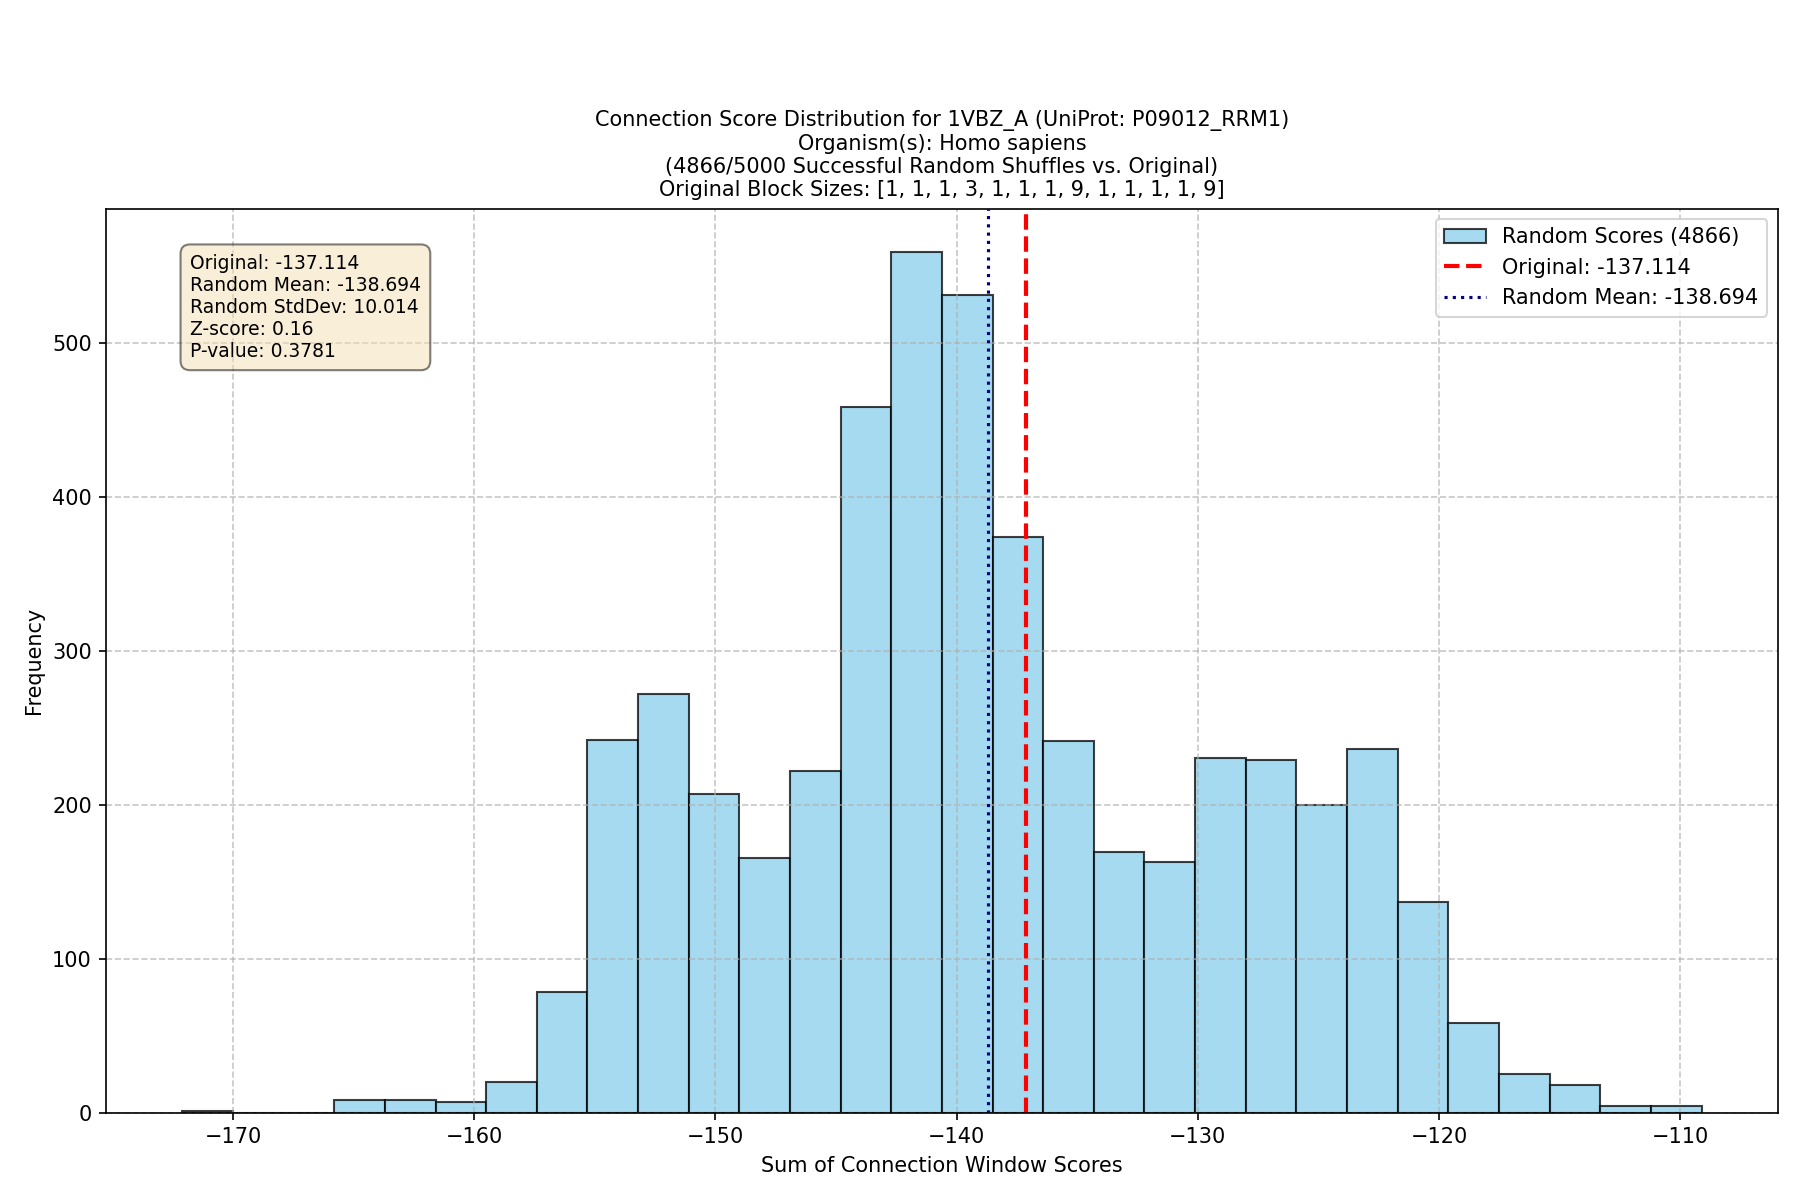 Connection Score Distribution for 1VBZ_A (UniProt: P09012_RRM1)
Organism(s): Homo sapiens
(4866/5000 Successful Random Shuffles vs. Original)
Original Block Sizes: [1, 1, 1, 3, 1, 1, 1, 9, 1, 1, 1, 1, 9]
Original: -137.114
Random Mean: -138.694
Random StdDev: 10.014
Z-score: 0.16
P-value: 0.3781
Random Scores (4866)
Original: -137.114
Random Mean: -138.694
Frequency
500
400
300
200
100
0
−170 −160 −150 −140 −130 −120 −110
Sum of Connection Window Scores